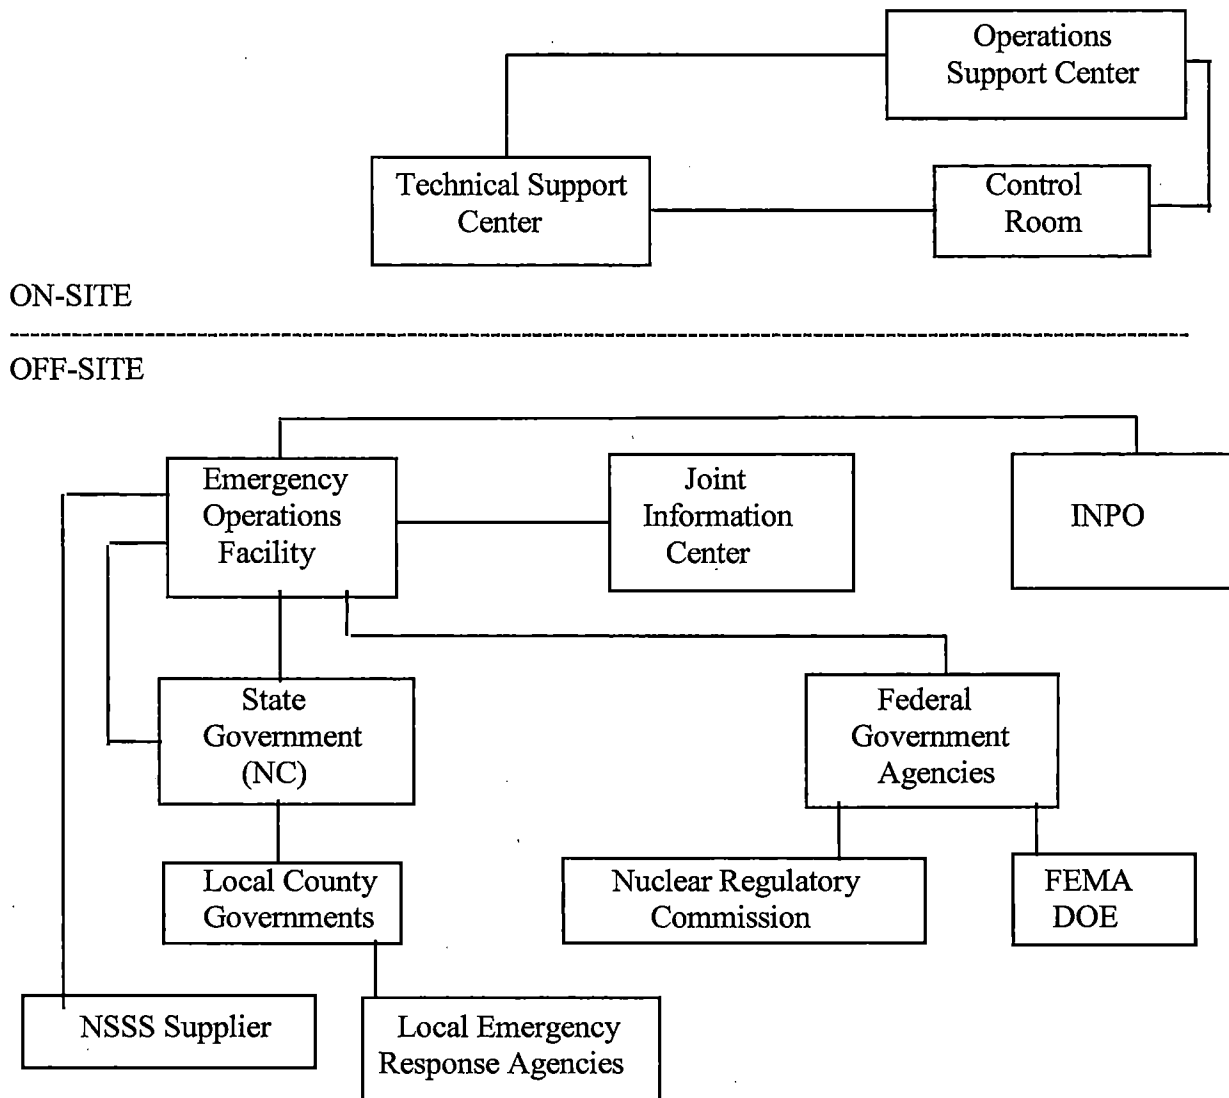 Operations
Support Center
Technical Support
Center
Control
Room
ON-SITE
OFF-SITE
Emergency
Operations
Facility
Joint
Information
Center
INPO
State
Government
(NC)
Federal
Government
Agencies
Local County
Governments
Nuclear Regulatory
Commission
FEMA
DOE
NSSS Supplier
Local Emergency
Response Agencies